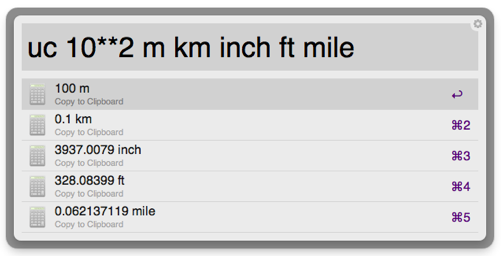 uc 10**2 m km inch ft mile
100 m
Copy to Clipboard
↩
0.1 km
Copy to Clipboard
⌘2
3937.0079 inch
Copy to Clipboard
⌘3
328.08399 ft
Copy to Clipboard
⌘4
0.062137119 mile
Copy to Clipboard
⌘5